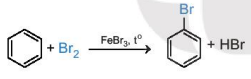 Br
+ Br₂ FeBr₃, t° + HBr